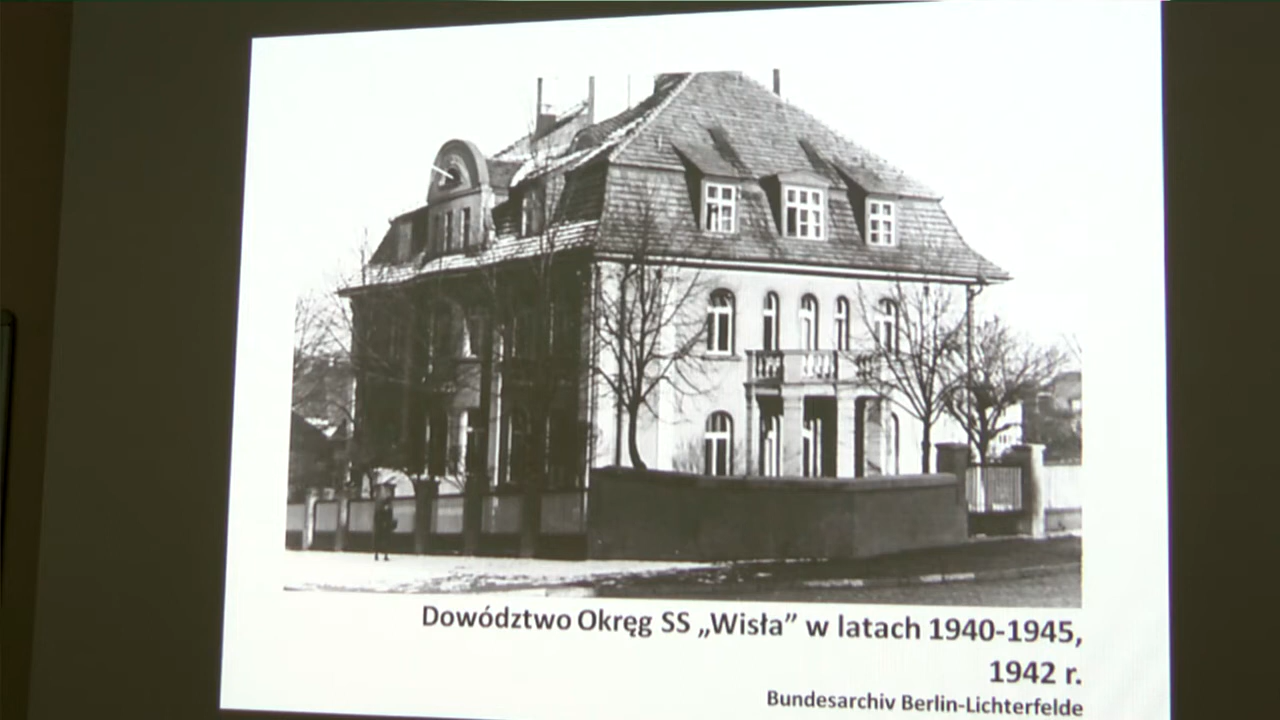 Dowództwo Okręg SS „Wisła” w latach 1940-1945,
1942 r.
Bundesarchiv Berlin-Lichterfelde